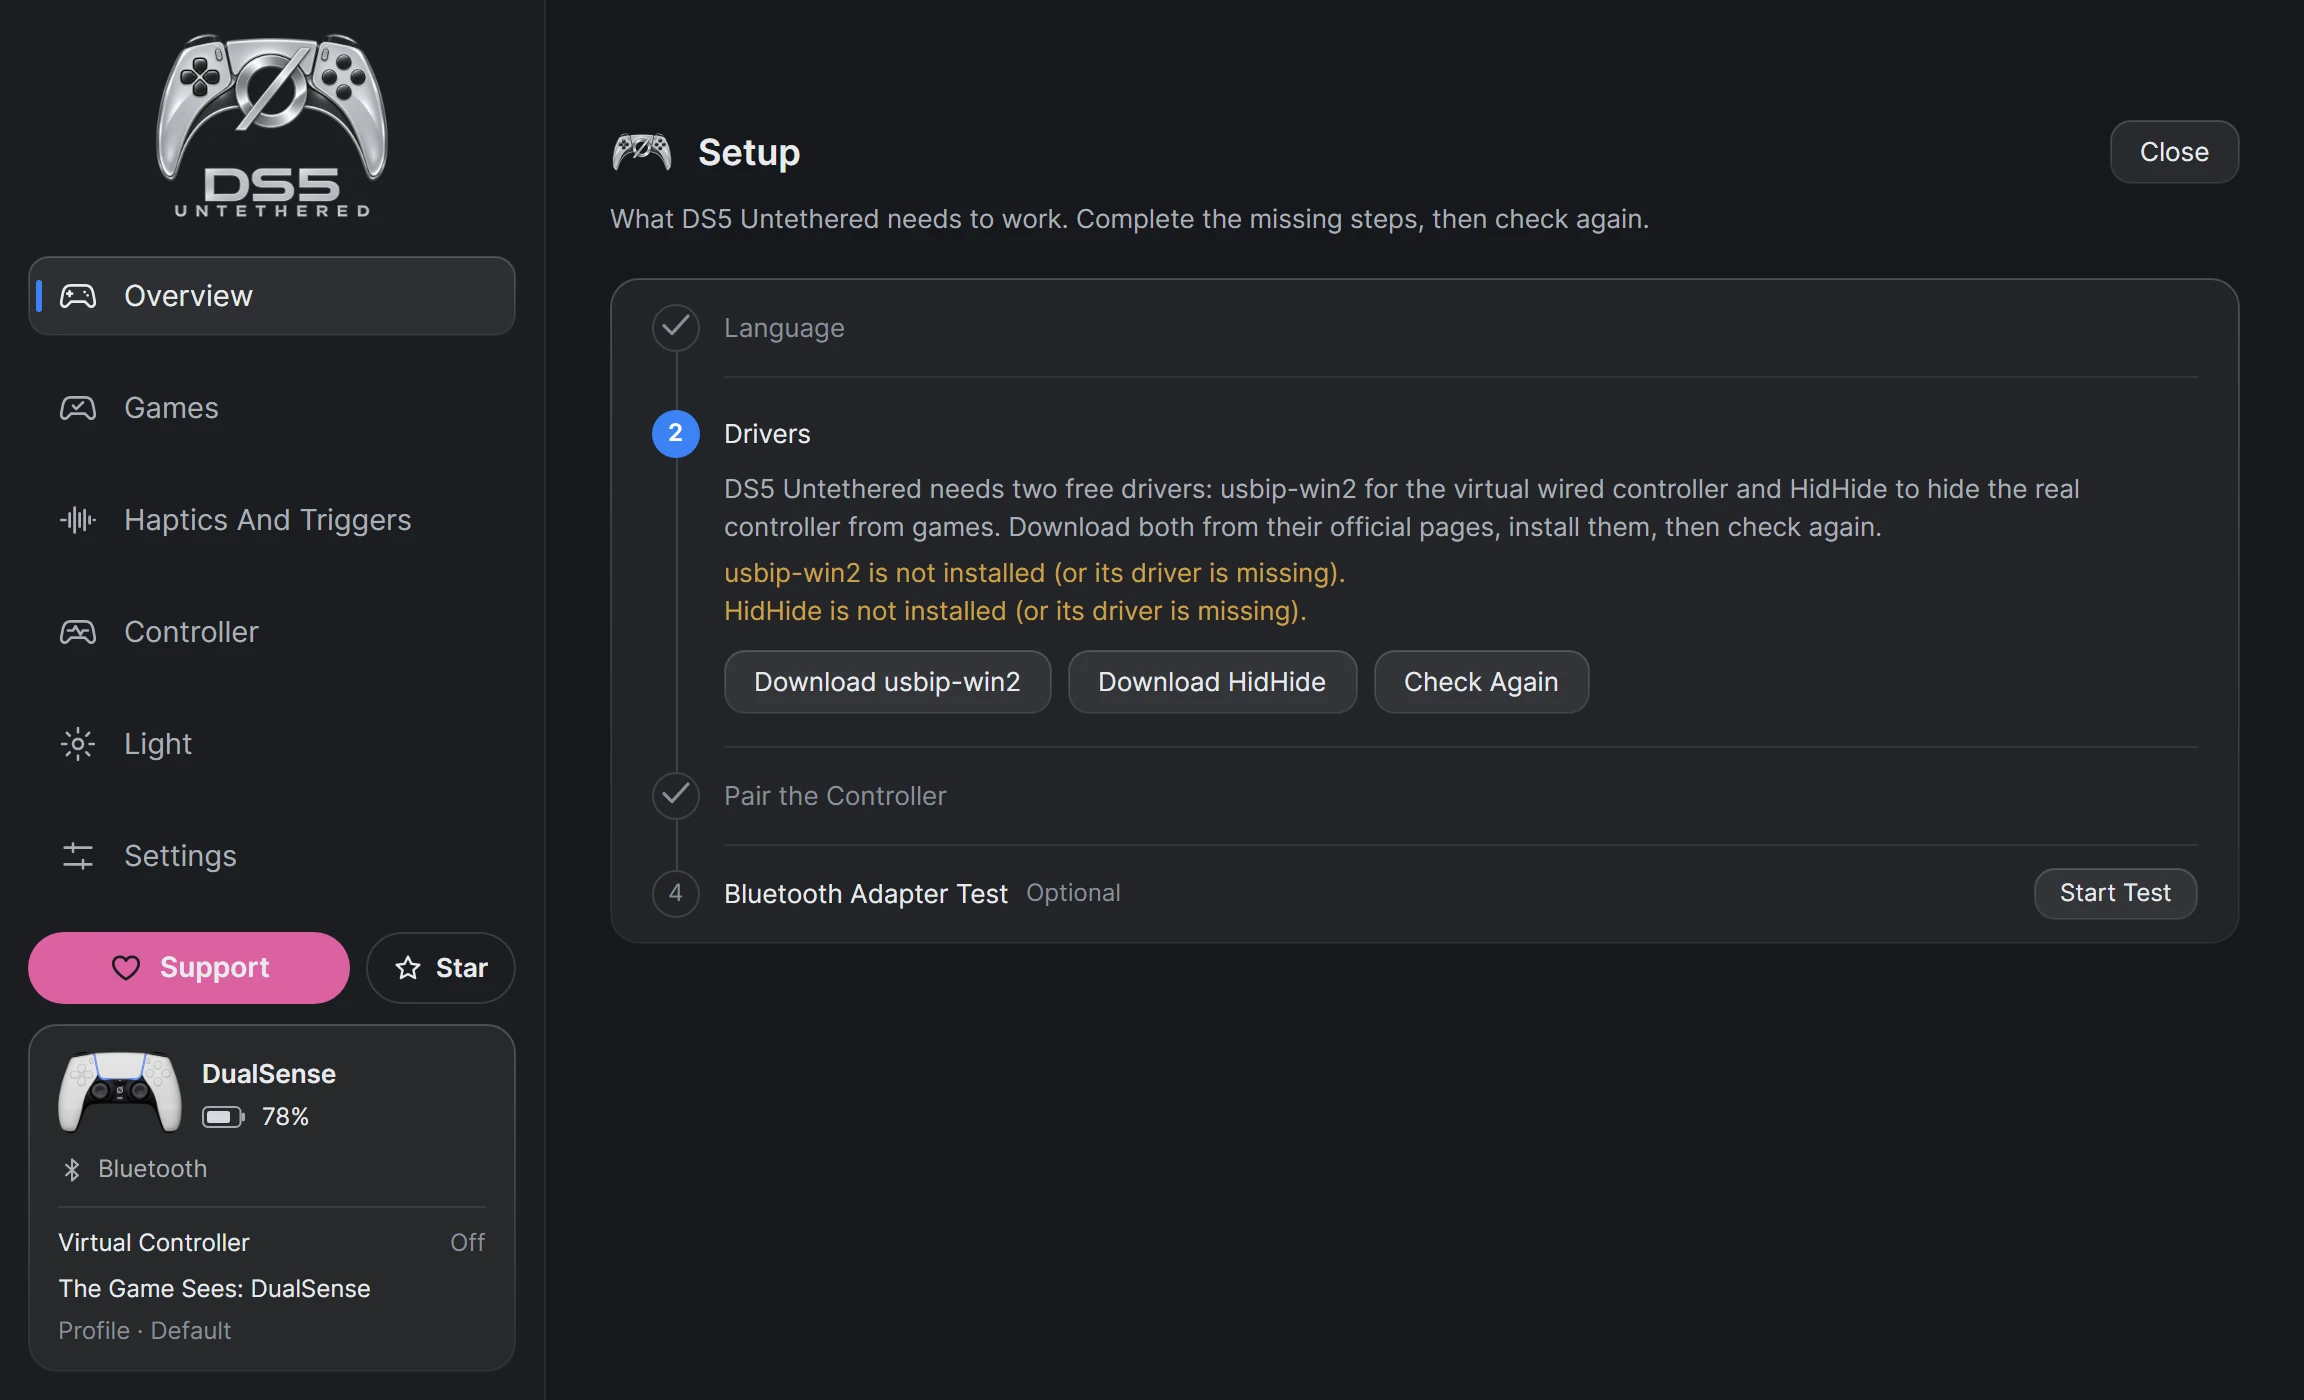 DS5
UNTETHERED
Overview
Games
Haptics And Triggers
Controller
Light
Settings
Support
Star
DualSense
78%
Bluetooth
Virtual Controller Off
The Game Sees: DualSense
Profile · Default
Setup
Close
What DS5 Untethered needs to work. Complete the missing steps, then check again.
Language
2 Drivers
DS5 Untethered needs two free drivers: usbip-win2 for the virtual wired controller and HidHide to hide the real
controller from games. Download both from their official pages, install them, then check again.
usbip-win2 is not installed (or its driver is missing).
HidHide is not installed (or its driver is missing).
Download usbip-win2 Download HidHide Check Again
Pair the Controller
4 Bluetooth Adapter Test Optional Start Test